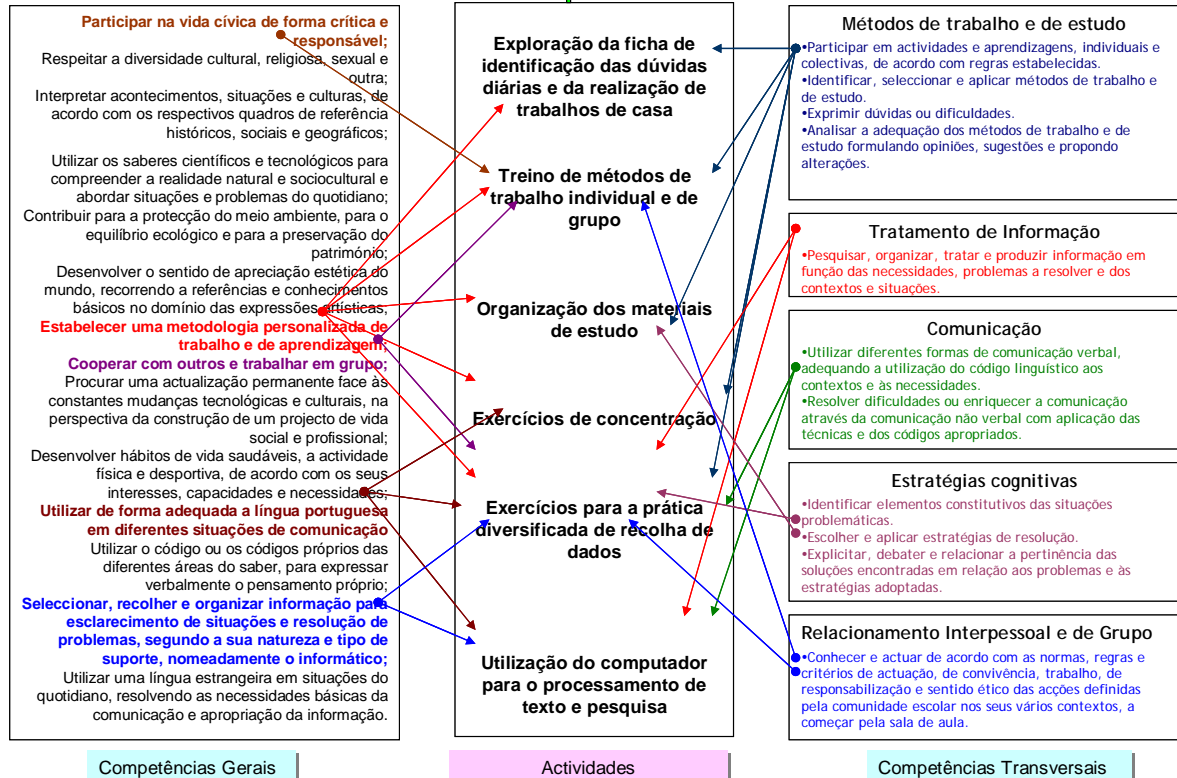 Participar na vida cívica de forma crítica e
responsável;
Respeitar a diversidade cultural, religiosa, sexual e
outra;
Interpretar acontecimentos, situações e culturas, de
acordo com os respectivos quadros de referência
históricos, sociais e geográficos;
Utilizar os saberes científicos e tecnológicos para
compreender a realidade natural e sociocultural e
abordar situações e problemas do quotidiano;
Contribuir para a protecção do meio ambiente, para o
equilíbrio ecológico e para a preservação do
património;
Desenvolver o sentido de apreciação estética do
mundo, recorrendo a referências e conhecimentos
básicos no domínio das expressões artísticas;
Estabelecer uma metodologia personalizada de
trabalho e de aprendizagem;
Cooperar com outros e trabalhar em grupo;
Procurar uma actualização permanente face às
constantes mudanças tecnológicas e culturais, na
perspectiva da construção de um projecto de vida
social e profissional;
Desenvolver hábitos de vida saudáveis, a actividade
física e desportiva, de acordo com os seus
interesses, capacidades e necessidades;
Utilizar de forma adequada a língua portuguesa
em diferentes situações de comunicação
Utilizar o código ou os códigos próprios das
diferentes áreas do saber, para expressar
verbalmente o pensamento próprio;
Seleccionar, recolher e organizar informação para
esclarecimento de situações e resolução de
problemas, segundo a sua natureza e tipo de
suporte, nomeadamente o informático;
Utilizar uma língua estrangeira em situações do
quotidiano, resolvendo as necessidades básicas da
comunicação e apropriação da informação.
Competências Gerais
Exploração da ficha de
identificação das dúvidas
diárias e da realização de
trabalhos de casa
Treino de métodos de
trabalho individual e de
grupo
Organização dos materiais
de estudo
Exercícios de concentração
Exercícios para a prática
diversificada de recolha de
dados
Utilização do computador
para o processamento de
texto e pesquisa
Actividades
Métodos de trabalho e de estudo
•Participar em actividades e aprendizagens, individuais e
colectivas, de acordo com regras estabelecidas.
•Identificar, seleccionar e aplicar métodos de trabalho e
de estudo.
•Exprimir dúvidas ou dificuldades.
•Analisar a adequação dos métodos de trabalho e de
estudo formulando opiniões, sugestões e propondo
alterações.
Tratamento de Informação
•Pesquisar, organizar, tratar e produzir informação em
função das necessidades, problemas a resolver e dos
contextos e situações.
Comunicação
•Utilizar diferentes formas de comunicação verbal,
adequando a utilização do código linguístico aos
contextos e às necessidades.
•Resolver dificuldades ou enriquecer a comunicação
através da comunicação não verbal com aplicação das
técnicas e dos códigos apropriados.
Estratégias cognitivas
•Identificar elementos constitutivos das situações
problemáticas.
•Escolher e aplicar estratégias de resolução.
•Explicitar, debater e relacionar a pertinência das
soluções encontradas em relação aos problemas e às
estratégias adoptadas.
Relacionamento Interpessoal e de Grupo
•Conhecer e actuar de acordo com as normas, regras e
critérios de actuação, de convivência, trabalho, de
responsabilização e sentido ético das acções definidas
pela comunidade escolar nos seus vários contextos, a
começar pela sala de aula.
Competências Transversais